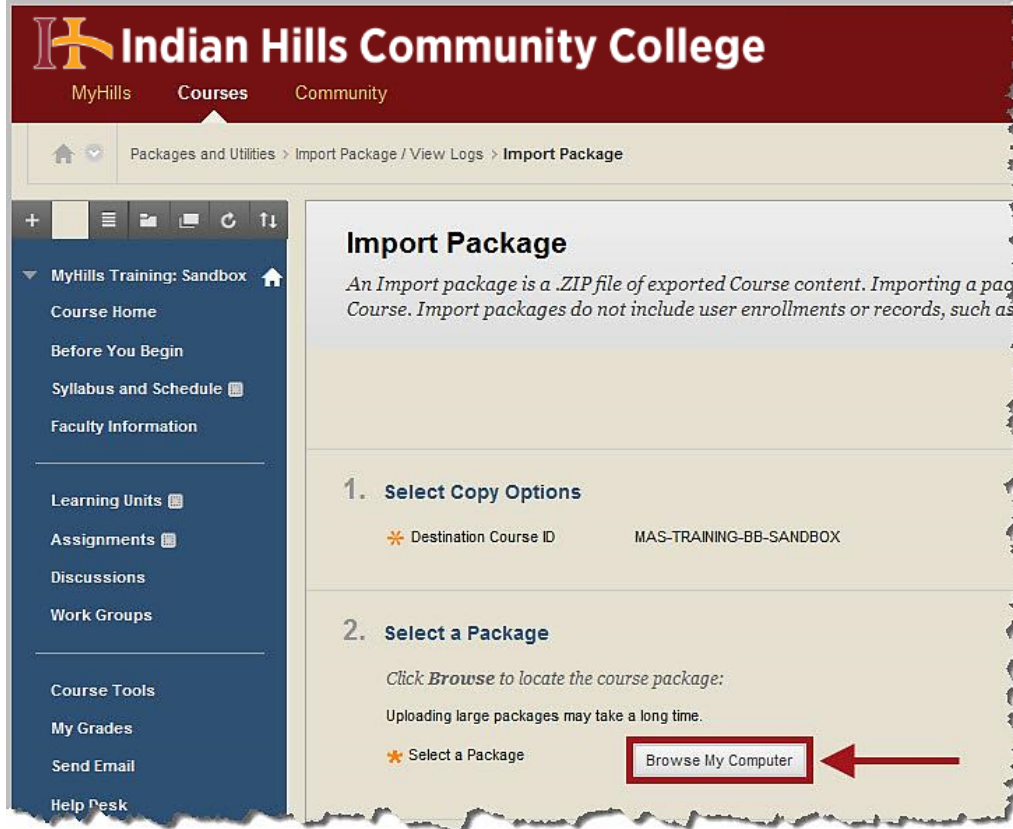 Indian Hills Community College
MyHills Courses Community
Packages and Utilities > Import Package / View Logs > Import Package
MyHills Training: Sandbox
Course Home
Before You Begin
Syllabus and Schedule
Faculty Information
Learning Units
Assignments
Discussions
Work Groups
Course Tools
My Grades
Send Email
Help Desk
Import Package
An Import package is a .ZIP file of exported Course content. Importing a
Course. Import packages do not include user enrollments or records, such as
1. Select Copy Options
Destination Course ID MAS-TRAINING-BB-SANDBOX
2. Select a Package
Click Browse to locate the course package:
Uploading large packages may take a long time.
Select a Package Browse My Computer